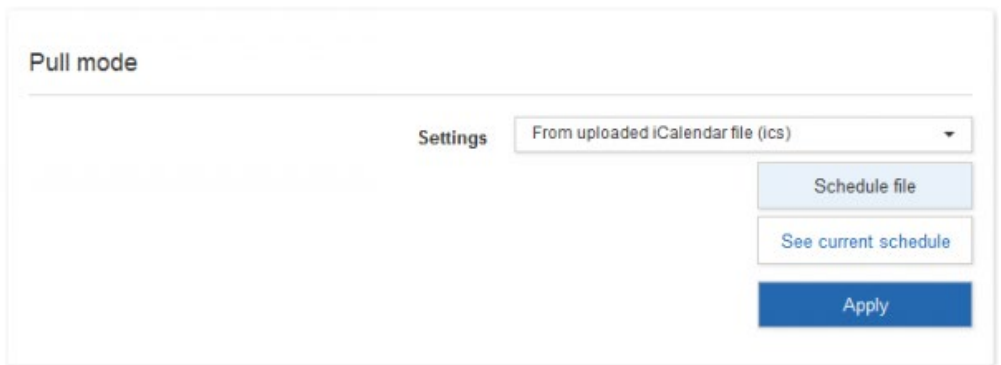 Pull mode
Settings From uploaded iCalendar file (ics)
Schedule file
See current schedule
Apply